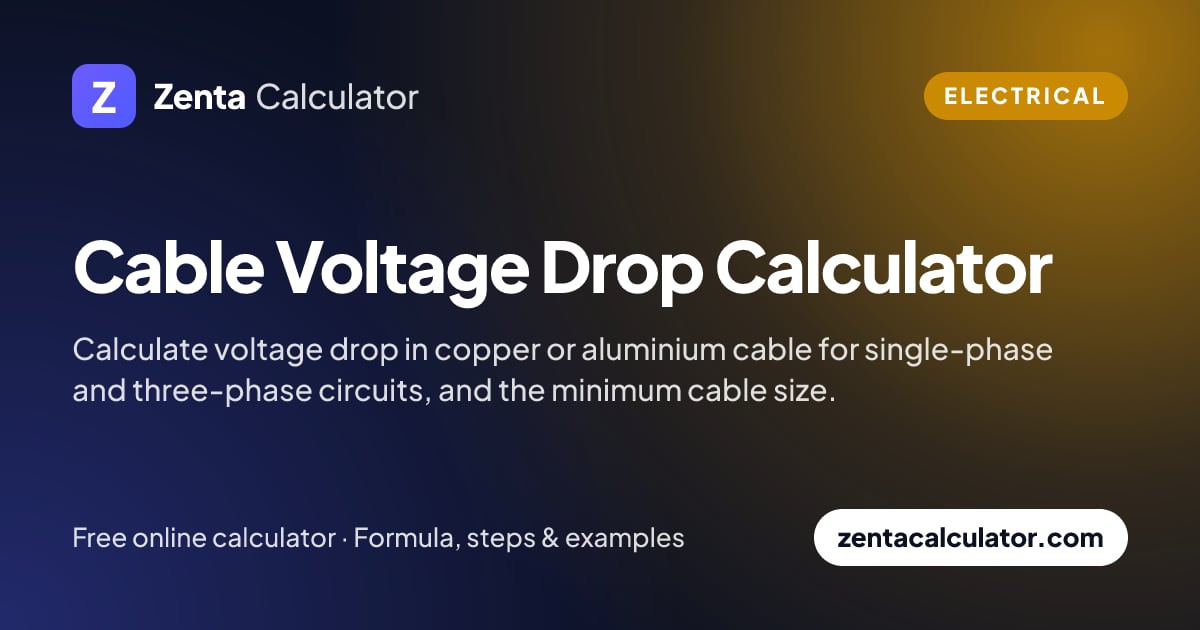 Z Zenta Calculator
ELECTRICAL
Cable Voltage Drop Calculator
Calculate voltage drop in copper or aluminium cable for single-phase
and three-phase circuits, and the minimum cable size.
Free online calculator · Formula, steps & examples
zentacalculator.com